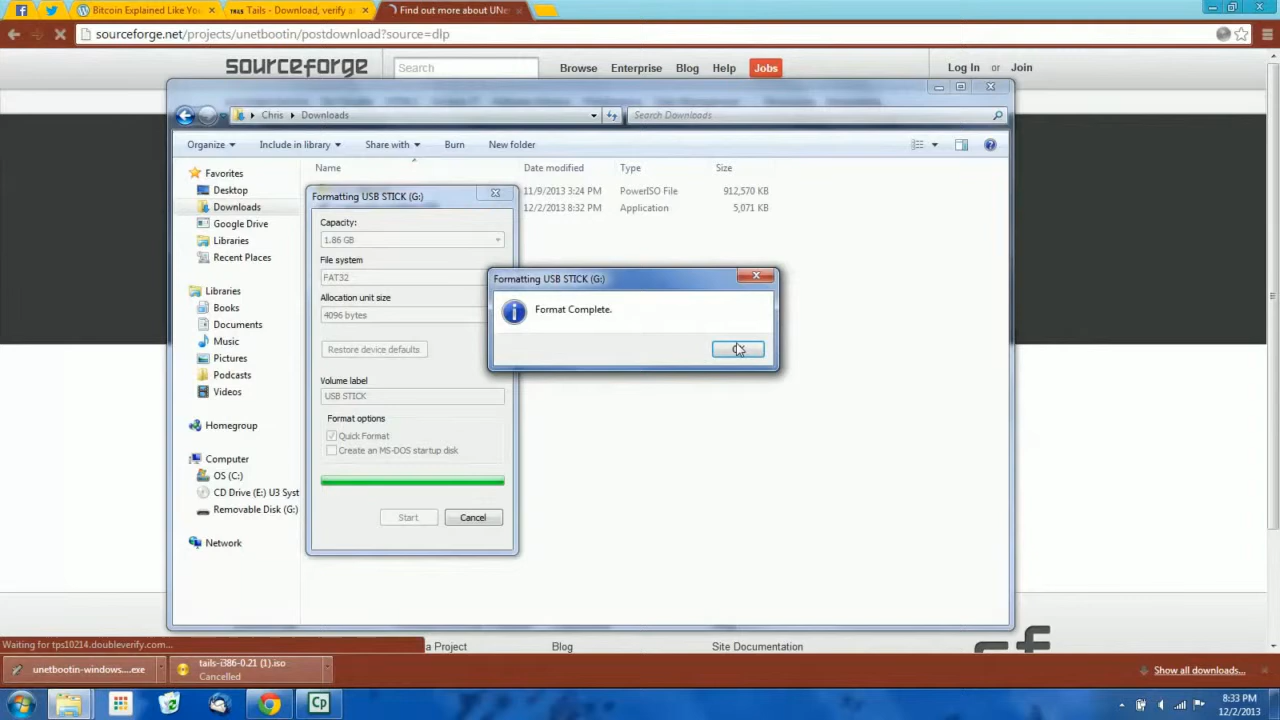 Bitcoin Explained Like You
Tails - Download, verify a
Find out more about UNe
sourceforge.net/projects/unetbootin/postdownload?source=dlp
sourceforge
Search
Browse Enterprise Blog Help Jobs
Log In or Join
Chris Downloads
Search Downloads
Organize Include in library Share with Burn New folder
Name Date modified Type Size
11/9/2013 3:24 PM PowerISO File 912,570 KB
12/2/2013 8:32 PM Application 5,071 KB
Favorites
Desktop
Downloads
Google Drive
Libraries
Recent Places
Libraries
Books
Documents
Music
Pictures
Podcasts
Videos
Homegroup
Computer
OS (C:)
CD Drive (E:) U3 Syst
Removable Disk (G:)
Network
Formatting USB STICK (G:)
Capacity:
1.86 GB
File system
FAT32
Allocation unit size
4096 bytes
Restore device defaults
Volume label
USB STICK
Format options
Quick Format
Create an MS-DOS startup disk
Start Cancel
Formatting USB STICK (G:)
Format Complete.
Waiting for tps10214.doubleverify.com...
a Project Blog Site Documentation
unetbootin-windows....exe
tails-i386-0.21 (1).iso
Cancelled
Show all downloads...
Cp
8:33 PM
12/2/2013